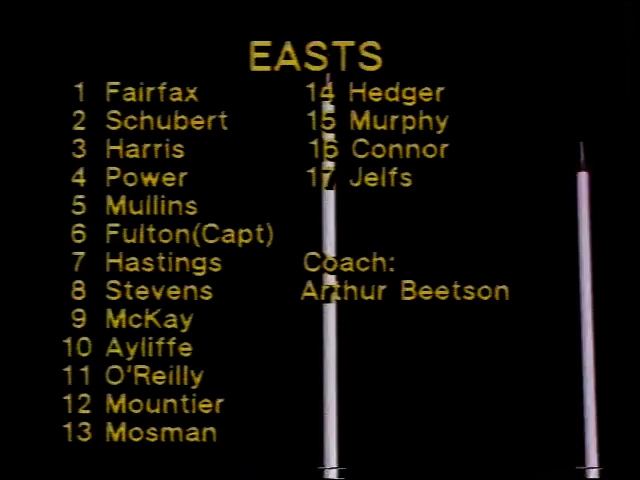 EASTS
1 Fairfax
2 Schubert
3 Harris
4 Power
5 Mullins
6 Fulton(Capt)
7 Hastings
8 Stevens
9 McKay
10 Ayliffe
11 O'Reilly
12 Mountier
13 Mosman
14 Hedger
15 Murphy
16 Connor
17 Jelfs
Coach:
Arthur Beetson